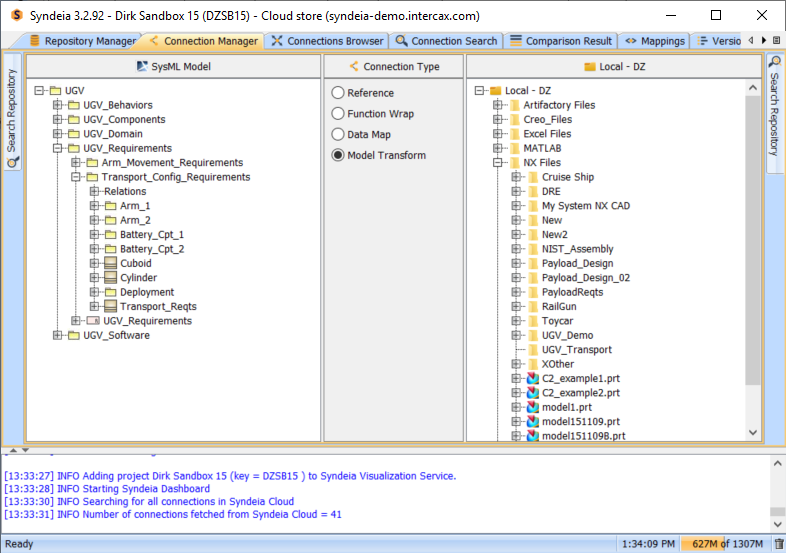 Syndeia 3.2.92 - Dirk Sandbox 15 (DZSB15) - Cloud store (syndeia-demo.intercax.com)
Repository Manager
Connection Manager
Connections Browser
Connection Search
Comparison Result
Mappings
Versio
Search Repository
SysML Model
UGV
UGV_Behaviors
UGV_Components
UGV_Domain
UGV_Requirements
Arm_Movement_Requirements
Transport_Config_Requirements
Relations
Arm_1
Arm_2
Battery_Cpt_1
Battery_Cpt_2
Cuboid
Cylinder
Deployment
Transport_Reqts
UGV_Requirements
UGV_Software
Connection Type
Reference
Function Wrap
Data Map
Model Transform
Local - DZ
Local - DZ
Artifactory Files
Creo_Files
Excel Files
MATLAB
NX Files
Cruise Ship
DRE
My System NX CAD
New
New2
NIST_Assembly
Payload_Design
Payload_Design_02
PayloadReqts
RailGun
Toycar
UGV_Demo
UGV_Transport
XOther
C2_example1.prt
C2_example2.prt
model1.prt
model151109.prt
model151109B.prt
Search Repository
[13:33:27] INFO Adding project Dirk Sandbox 15 (key = DZSB15 ) to Syndeia Visualization Service.
[13:33:28] INFO Starting Syndeia Dashboard
[13:33:30] INFO Searching for all connections in Syndeia Cloud
[13:33:31] INFO Number of connections fetched from Syndeia Cloud = 41
Ready
1:34:09 PM
627M of 1307M